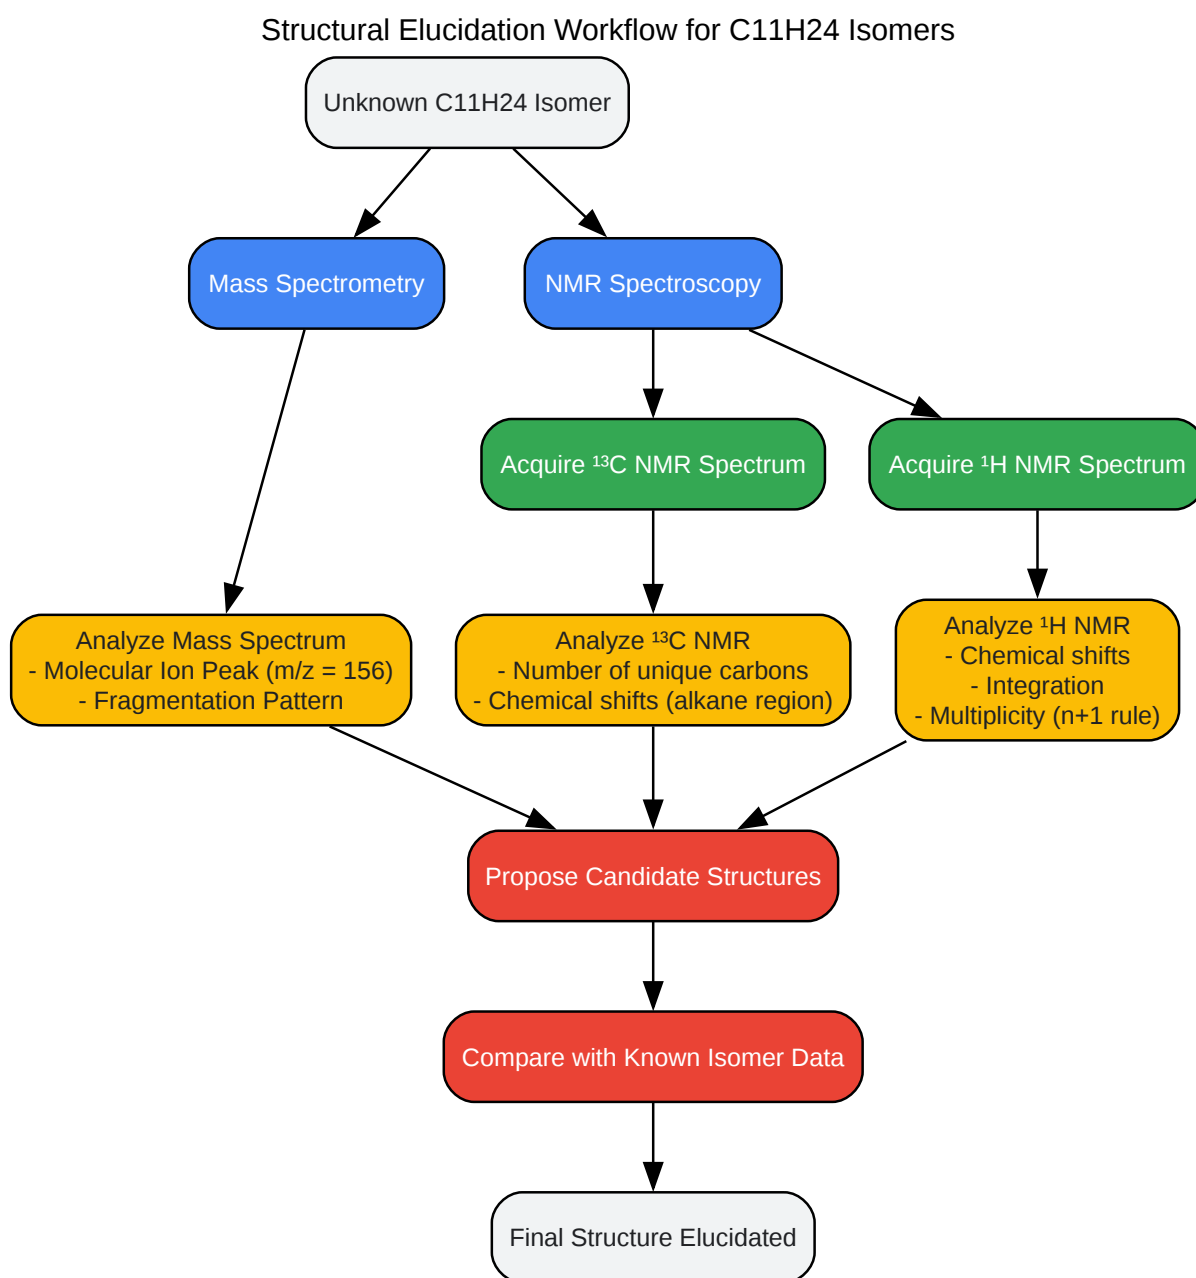 Structural Elucidation Workflow for C11H24 Isomers
Unknown C11H24 Isomer
Mass Spectrometry
NMR Spectroscopy
Acquire ¹³C NMR Spectrum
Acquire ¹H NMR Spectrum
Analyze Mass Spectrum
- Molecular Ion Peak (m/z = 156)
- Fragmentation Pattern
Analyze ¹³C NMR
- Number of unique carbons
- Chemical shifts (alkane region)
Analyze ¹H NMR
- Chemical shifts
- Integration
- Multiplicity (n+1 rule)
Propose Candidate Structures
Compare with Known Isomer Data
Final Structure Elucidated